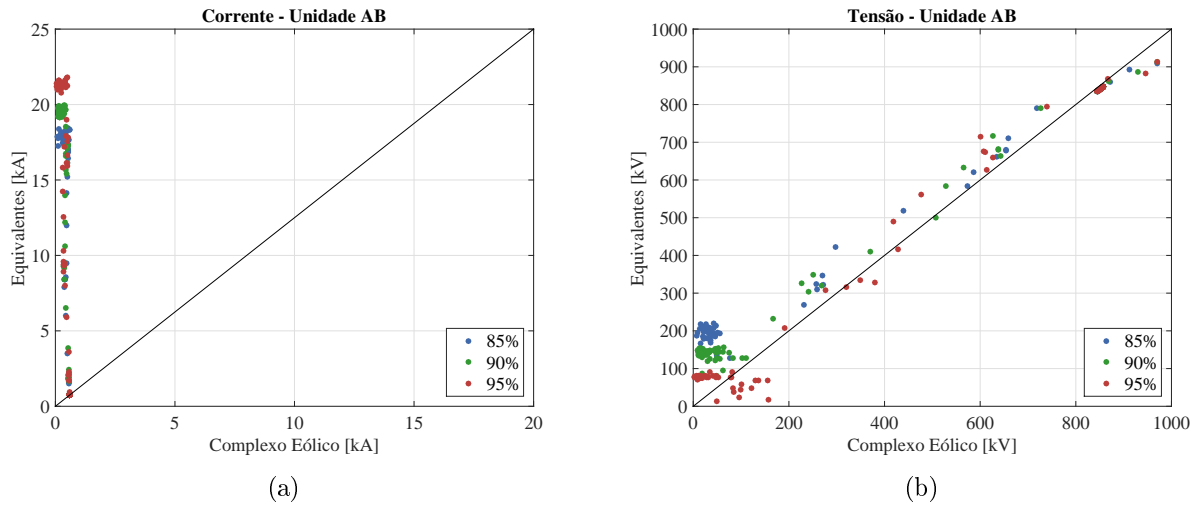 Corrente - Unidade AB
25
20
15
10
5
0
Equivalentes [kA]
0 5 10 15 20
Complexo Eólico [kA]
85%
90%
95%
(a)
Tensão - Unidade AB
1000
900
800
700
600
500
400
300
200
100
0
Equivalentes [kV]
0 200 400 600 800 1000
Complexo Eólico [kV]
85%
90%
95%
(b)